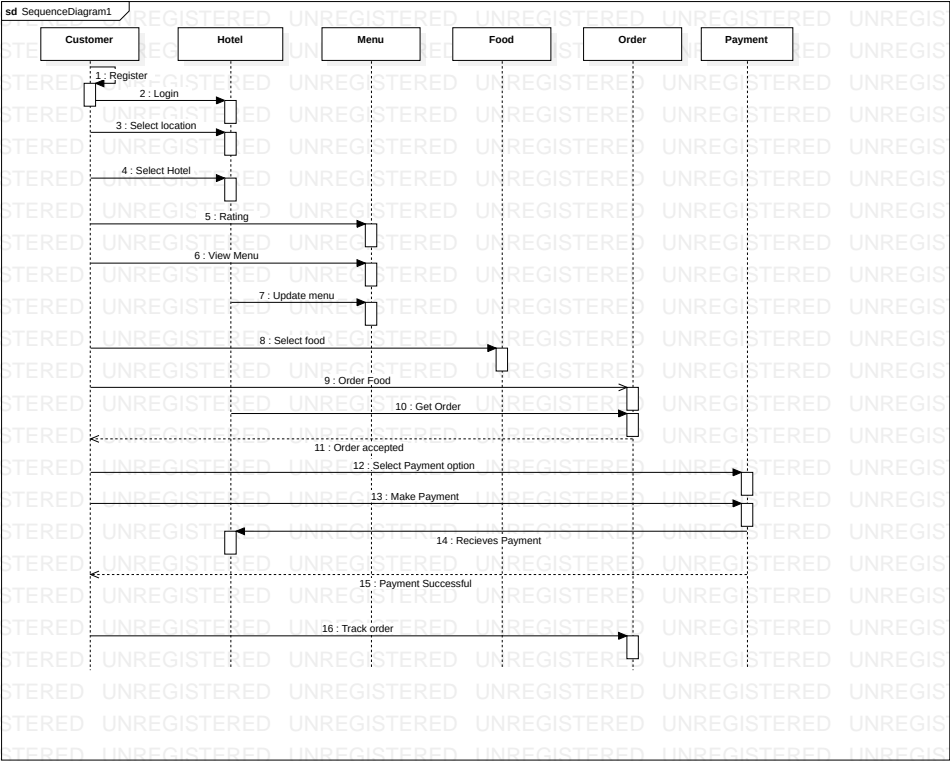 sd SequenceDiagram1
Customer Hotel Menu Food Order Payment
1 : Register
2 : Login
3 : Select location
4 : Select Hotel
5 : Rating
6 : View Menu
7 : Update menu
8 : Select food
9 : Order Food
10 : Get Order
11 : Order accepted
12 : Select Payment option
13 : Make Payment
14 : Recieves Payment
15 : Payment Successful
16 : Track order
UNREGISTERED